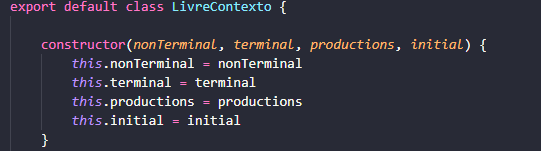 export default class LivreContexto {
constructor(nonTerminal, terminal, productions, initial) {
this.nonTerminal = nonTerminal
this.terminal = terminal
this.productions = productions
this.initial = initial
}